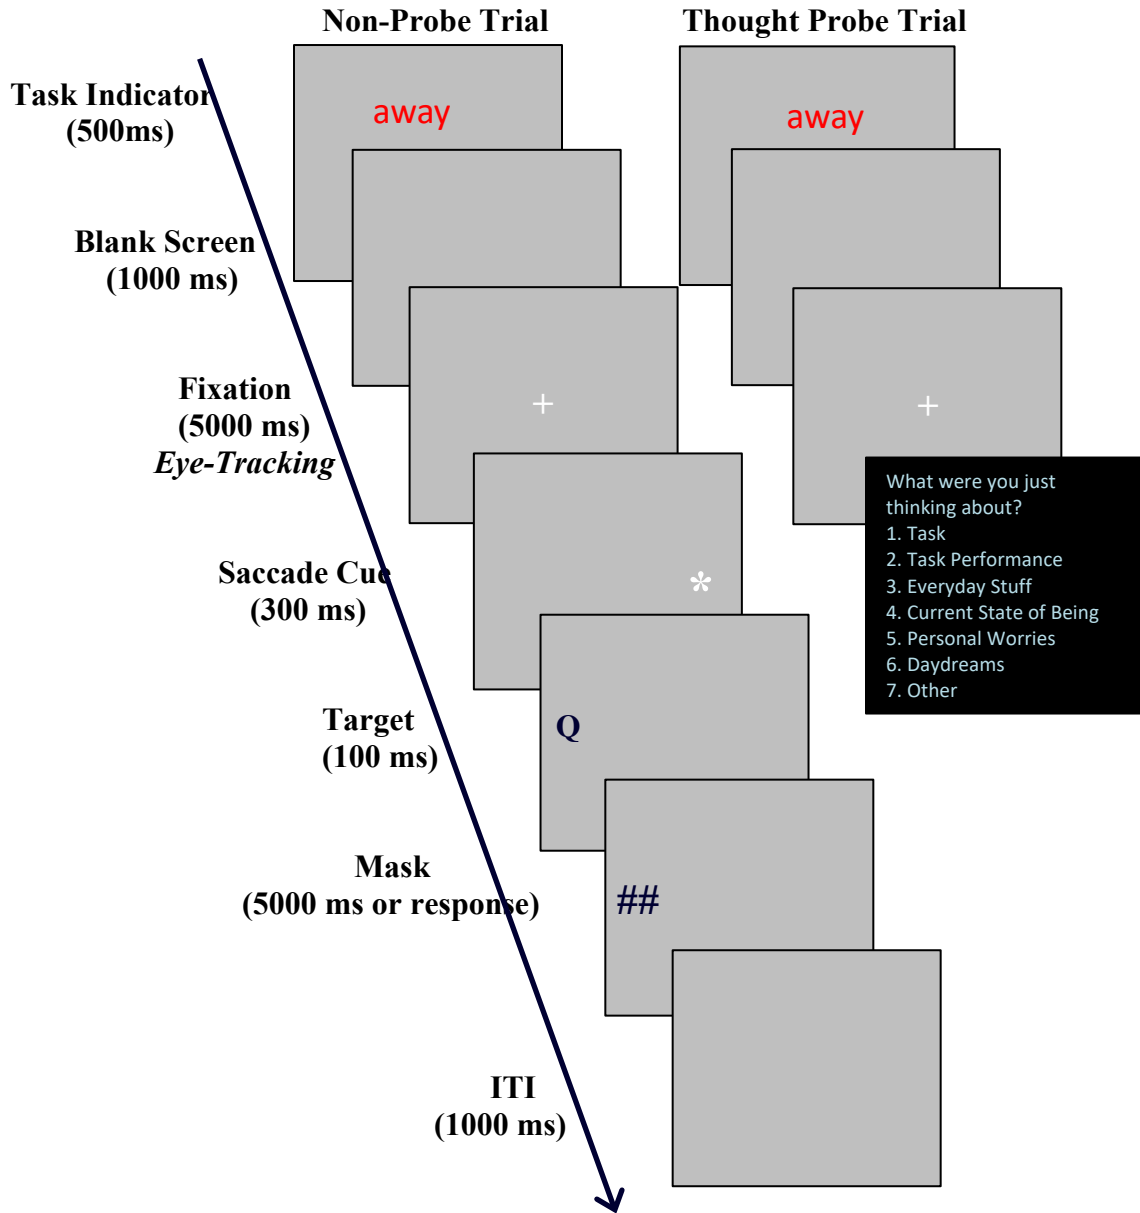 Non-Probe Trial
Thought Probe Trial
Task Indicator
(500ms)
away
away
Blank Screen
(1000 ms)
Fixation
(5000 ms)
Eye-Tracking
+
+
What were you just
thinking about?
1. Task
2. Task Performance
3. Everyday Stuff
4. Current State of Being
5. Personal Worries
6. Daydreams
7. Other
Saccade Cue
(300 ms)
*
Target
(100 ms)
Q
Mask
(5000 ms or response)
##
ITI
(1000 ms)